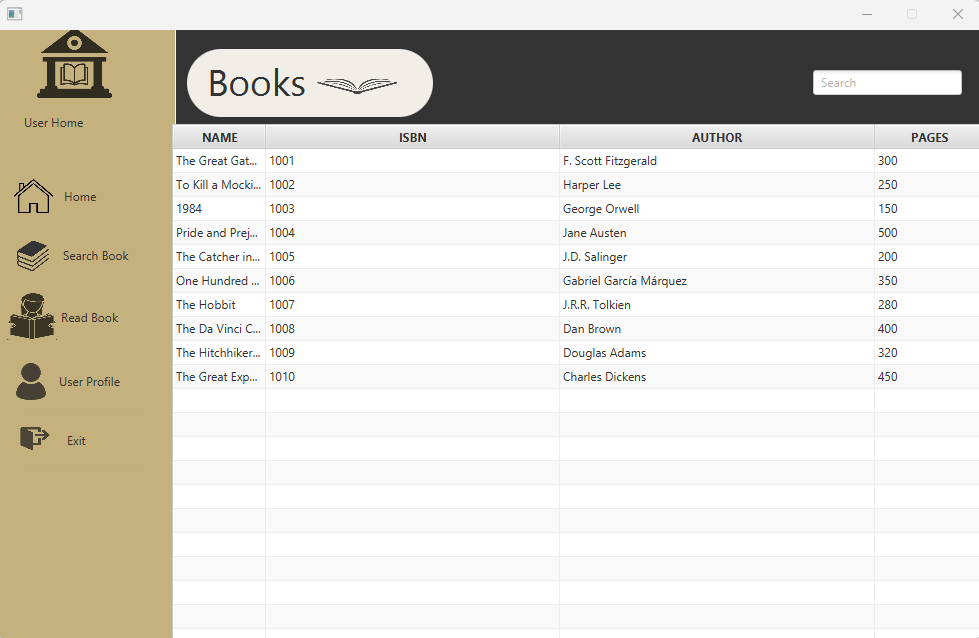 User Home
Home
Search Book
Read Book
User Profile
Exit
Books
Search
NAME ISBN AUTHOR PAGES
The Great Gat... 1001 F. Scott Fitzgerald 300
To Kill a Mocki... 1002 Harper Lee 250
1984 1003 George Orwell 150
Pride and Prej... 1004 Jane Austen 500
The Catcher in... 1005 J.D. Salinger 200
One Hundred ... 1006 Gabriel García Márquez 350
The Hobbit 1007 J.R.R. Tolkien 280
The Da Vinci C... 1008 Dan Brown 400
The Hitchhiker... 1009 Douglas Adams 320
The Great Exp... 1010 Charles Dickens 450